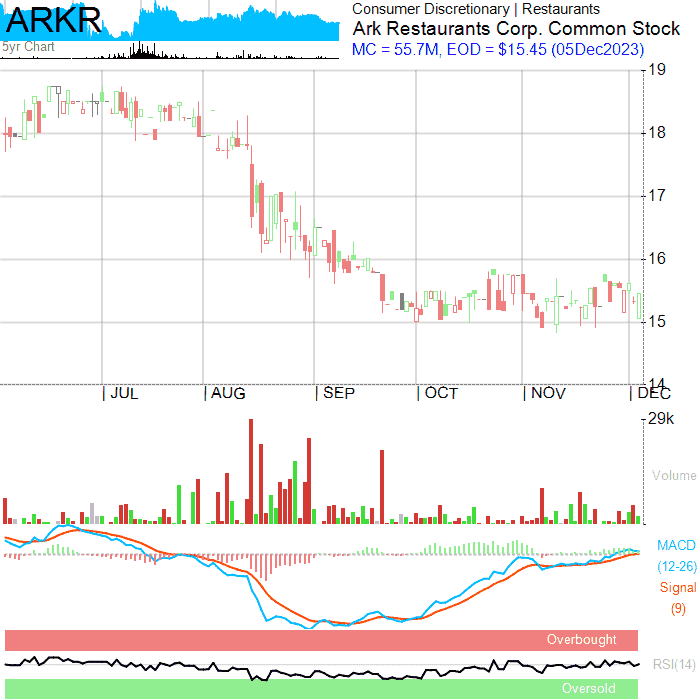 ARKR
5yr Chart
Consumer Discretionary | Restaurants
Ark Restaurants Corp. Common Stock
MC = 55.7M, EOD = $15.45 (05Dec2023)
19
18
17
16
15
14
| JUL | AUG | SEP | OCT | NOV | DEC
29k
Volume
MACD
(12-26)
Signal
(9)
Overbought
RSI(14)
Oversold